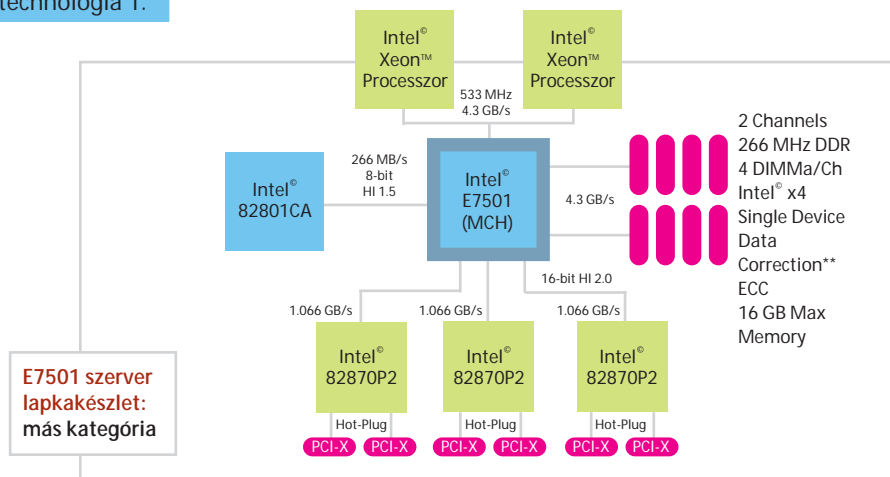 technológia 1.
Intel©
Xeon™
Processzor
Intel©
Xeon™
Processzor
533 MHz
4.3 GB/s
266 MB/s
8-bit
HI 1.5
Intel©
82801CA
Intel©
E7501
(MCH)
4.3 GB/s
2 Channels
266 MHz DDR
4 DIMMa/Ch
Intel© x4
Single Device
Data
Correction**
ECC
16 GB Max
Memory
16-bit HI 2.0
1.066 GB/s
1.066 GB/s
1.066 GB/s
Intel©
82870P2
Intel©
82870P2
Intel©
82870P2
Hot-Plug
Hot-Plug
Hot-Plug
PCI-X
PCI-X
PCI-X
PCI-X
PCI-X
PCI-X
E7501 szerver
lapkakészlet:
más kategória